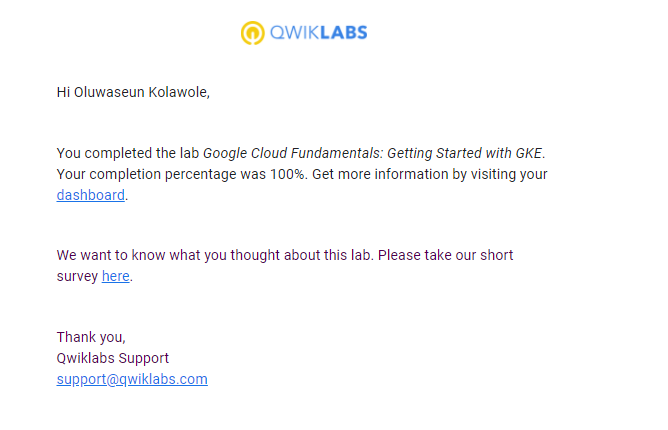 QWIKLABS
Hi Oluwaseun Kolawole,
You completed the lab Google Cloud Fundamentals: Getting Started with GKE.
Your completion percentage was 100%. Get more information by visiting your
dashboard.
We want to know what you thought about this lab. Please take our short
survey here.
Thank you,
Qwiklabs Support
support@qwiklabs.com